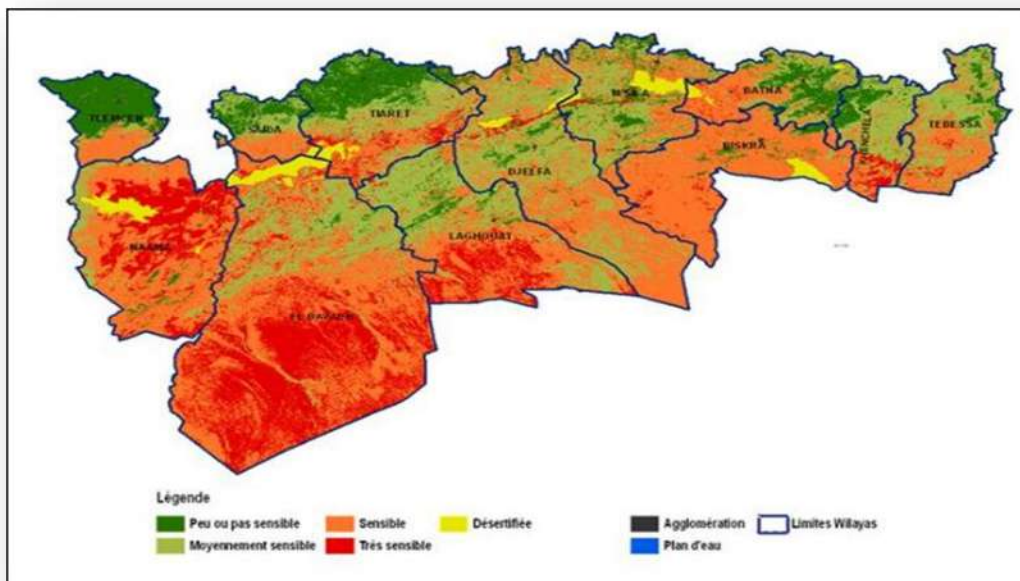 TLEMCEN
SAIDA
TIARET
M'SILA
BATNA
KHENCHELA
TEBESSA
BISKRA
DJELFA
LAGHOUAT
NAAMA
EL BAYADH
Légende
Peu ou pas sensible
Sensible
Désertifiée
Agglomération
Limites Wilayas
Moyennement sensible
Très sensible
Plan d'eau